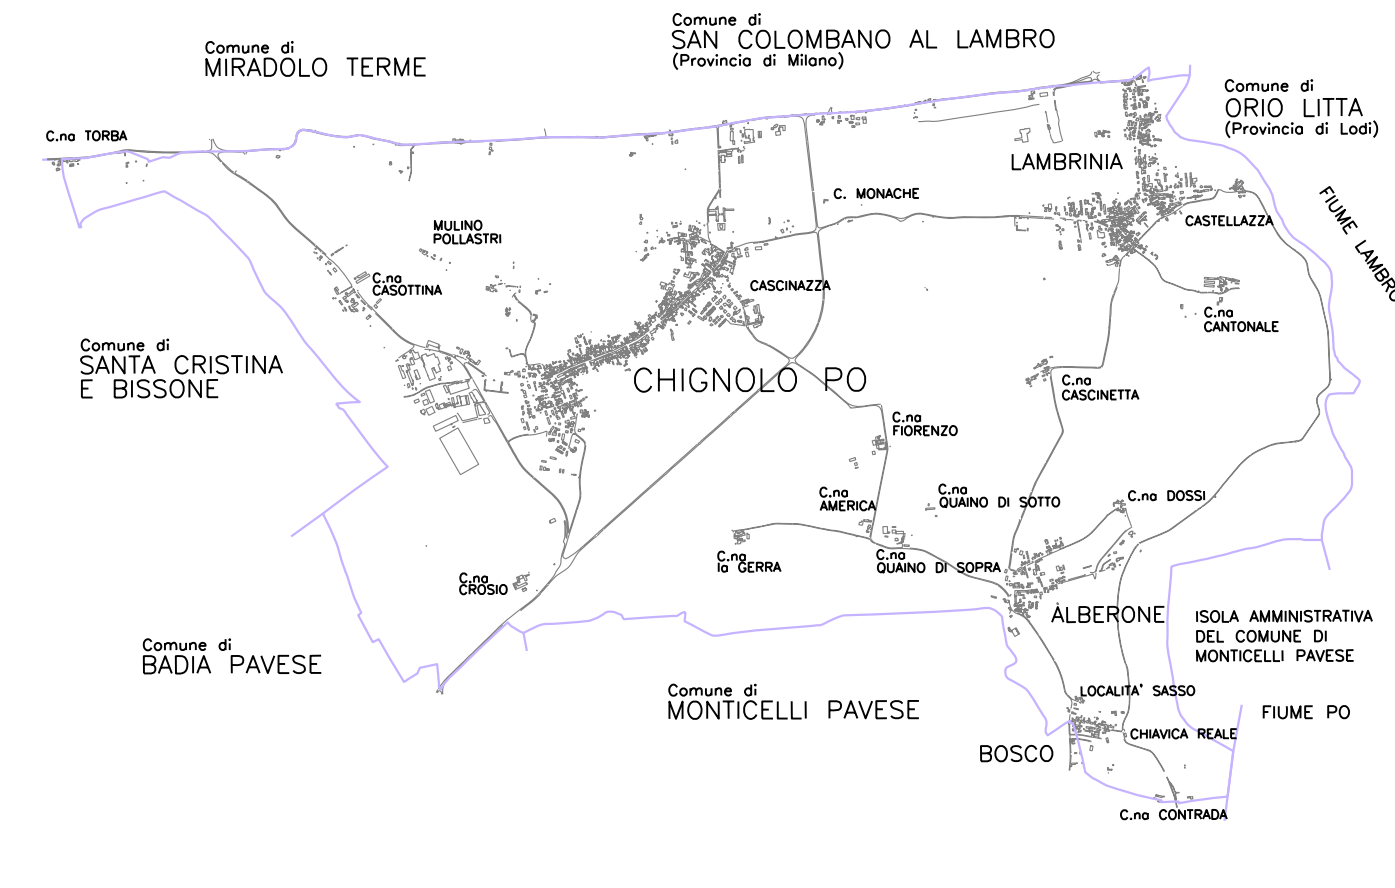 Comune di
SAN COLOMBANO AL LAMBRO
(Provincia di Milano)
Comune di
MIRADOLO TERME
Comune di
ORIO LITTA
(Provincia di Lodi)
C.na TORBA
LAMBRINIA
C. MONACHE
FIUME LAMBRO
CASTELLAZZA
MULINO
POLLASTRI
C.na
CASOTTINA
CASCINAZZA
C.na
CANTONALE
Comune di
SANTA CRISTINA
E BISSONE
CHIGNOLO PO
C.na
CASCINETTA
C.na
FIORENZO
C.na
AMERICA
C.na
QUAINO DI SOTTO
C.na DOSSI
C.na
la GERRA
C.na
QUAINO DI SOPRA
C.na
CROSIO
ALBERONE
ISOLA AMMINISTRATIVA
DEL COMUNE DI
MONTICELLI PAVESE
Comune di
BADIA PAVESE
Comune di
MONTICELLI PAVESE
LOCALITA' SASSO
FIUME PO
CHIAVICA REALE
BOSCO
C.na CONTRADA